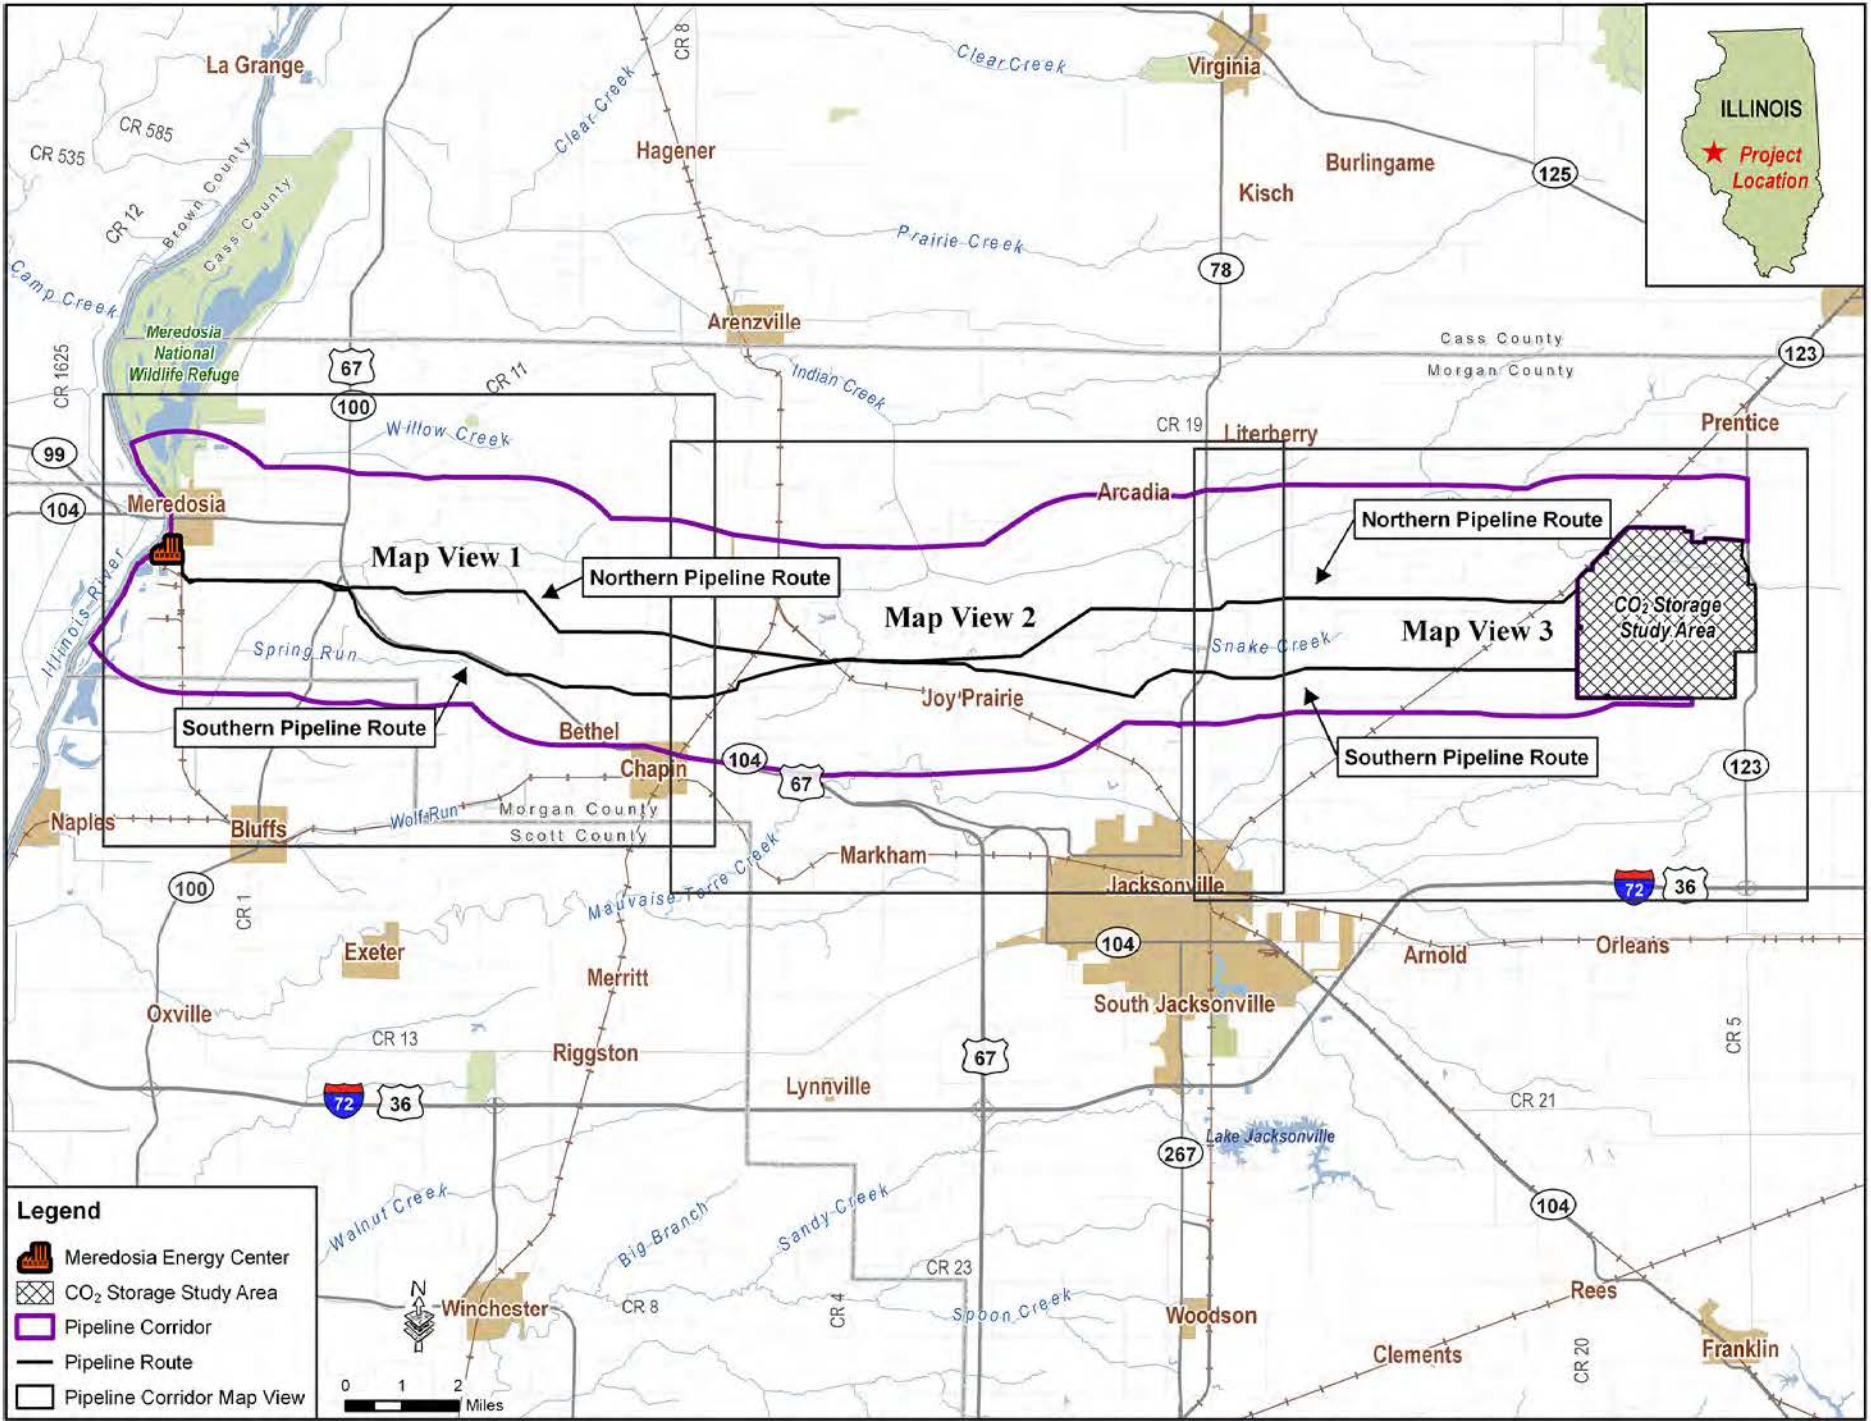 La Grange
CR 8
Clear Creek
Clear Creek
Virginia
ILLINOIS
Project
Location
CR 585
CR 535
CR 12
Brown County
Cass County
Hagener
Burlingame
125
Kisch
Prairie Creek
78
Camp Creek
Meredosia
National
Wildlife Refuge
CR 1625
67
100
CR 11
Arenzville
Indian Creek
Cass County
Morgan County
123
Willow Creek
CR 19
Literberry
Prentice
99
104
Meredosia
Arcadia
Northern Pipeline Route
Map View 1
Northern Pipeline Route
Map View 2
Map View 3
CO₂ Storage
Study Area
Illinois River
Spring Run
Snake Creek
Joy Prairie
Southern Pipeline Route
Bethel
Southern Pipeline Route
Chapin
104
67
123
Naples
Bluffs
Wolf Run
Morgan County
Scott County
Markham
Mauvaise Terre Creek
Jacksonville
72
36
100
CR 1
Exeter
104
Arnold
Orleans
Merritt
South Jacksonville
Oxville
CR 13
Riggston
67
CR 5
Lynnville
72
36
CR 21
Lake Jacksonville
267
Walnut Creek
Big Branch
Sandy Creek
104
CR 23
CR 4
CR 8
Spoon Creek
Winchester
Woodson
Rees
Clements
CR 20
Franklin
Legend
Meredosia Energy Center
CO₂ Storage Study Area
Pipeline Corridor
Pipeline Route
Pipeline Corridor Map View
N
0 1 2
Miles